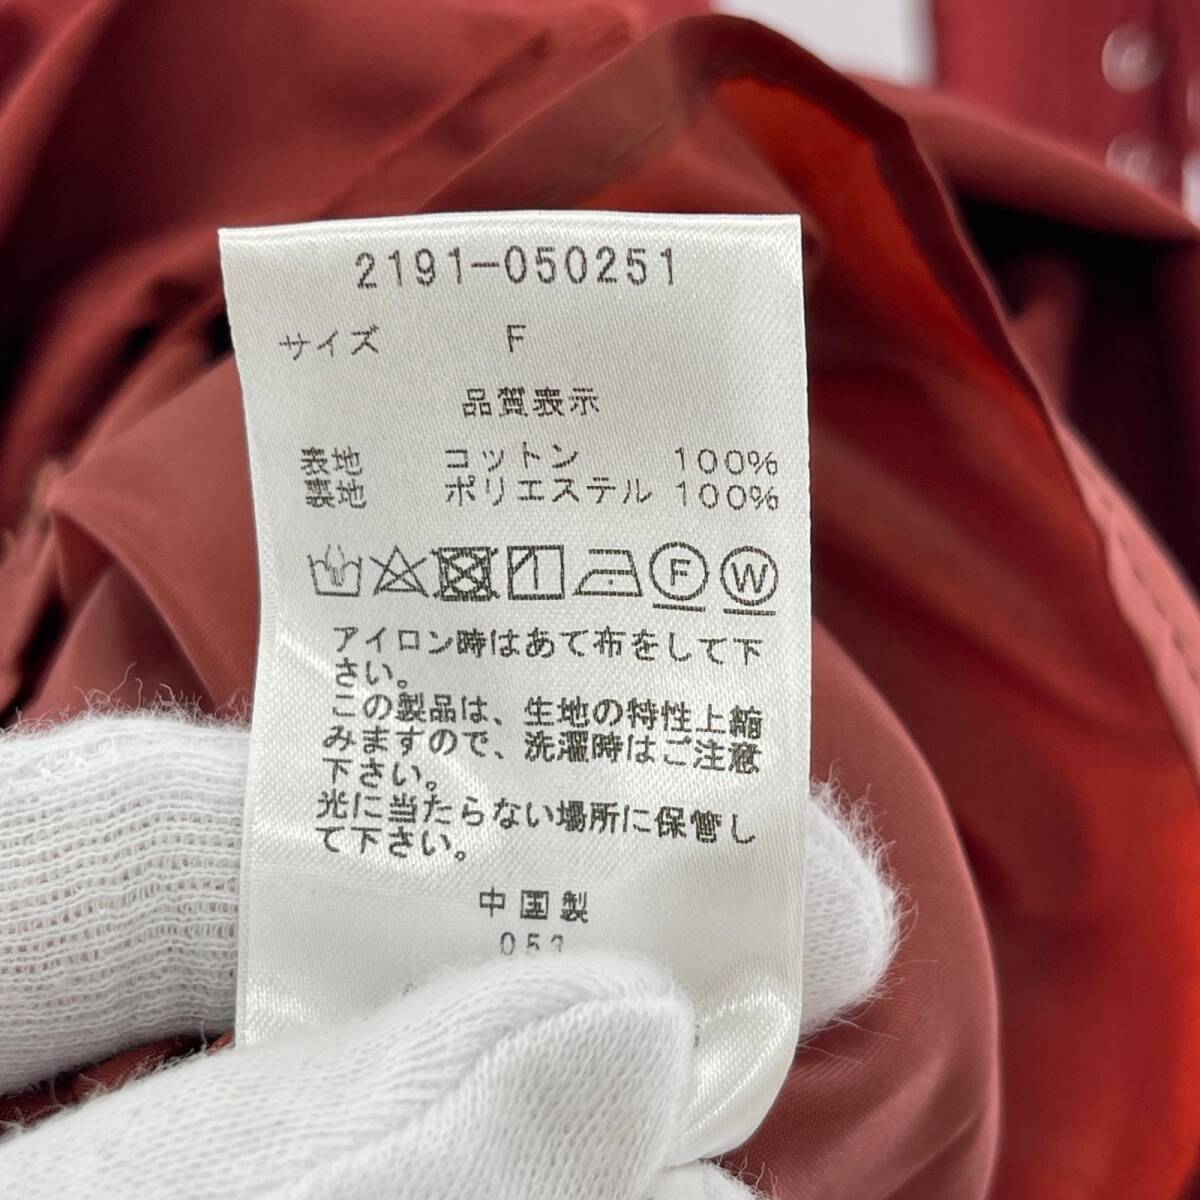 2191-050251
サイズ F
品質表示
表地 コットン 100%
裏地 ポリエステル 100%
F W
アイロン時はあて布をして下
さい。
この製品は、生地の特性上縮
みますので、洗濯時はご注意
下さい。
光に当たらない場所に保管し
て下さい。
中国製